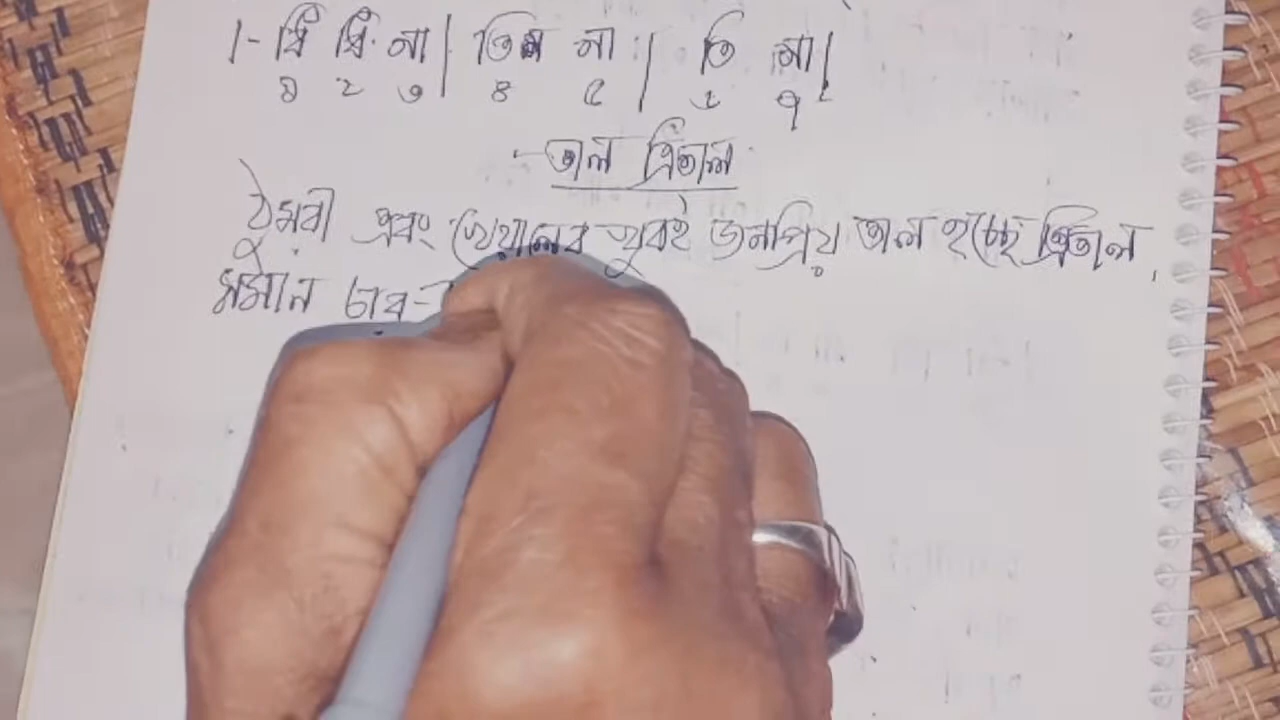 ।- ধি ধি না | তিন না | তি না |
১ ২ ৩ ৪ ৫ ৬ ৭
তাল ত্রিতাল
ঠুমরী এবং খেয়ালের খুবই জনপ্রিয় তাল হচ্ছে ত্রিতাল,
সমান চার-